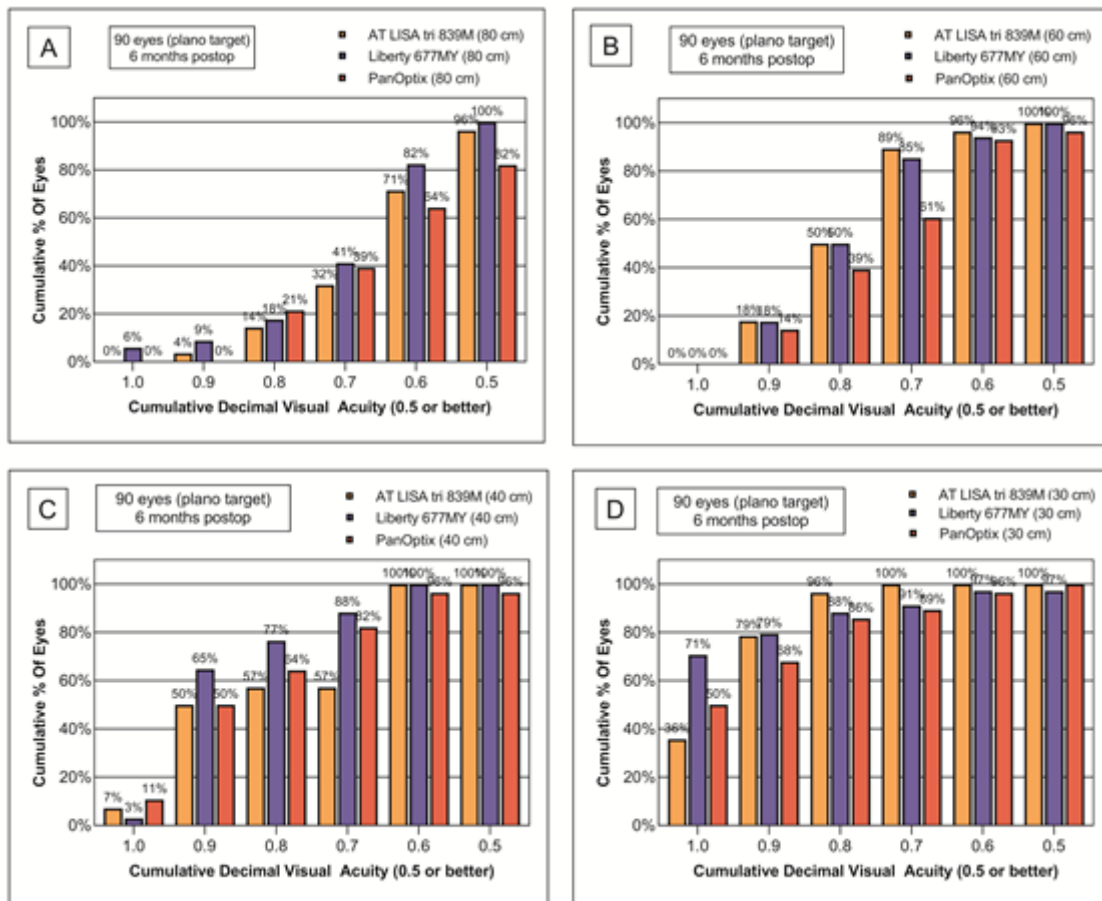 A
90 eyes (plano target)
6 months postop
AT LISA tri 839M (80 cm)
Liberty 677MY (80 cm)
PanOptix (80 cm)
Cumulative % Of Eyes
100%
80%
60%
40%
20%
0%
0% 6% 0%
4% 9% 0%
14% 18% 21%
32% 41% 39%
71% 82% 64%
96% 100% 82%
1.0 0.9 0.8 0.7 0.6 0.5
Cumulative Decimal Visual Acuity (0.5 or better)
B
90 eyes (plano target)
6 months postop
AT LISA tri 839M (60 cm)
Liberty 677MY (60 cm)
PanOptix (60 cm)
Cumulative % Of Eyes
100%
80%
60%
40%
20%
0%
0% 0% 0%
18% 18% 14%
50% 50% 39%
89% 85% 61%
96% 94% 93%
100% 100% 96%
1.0 0.9 0.8 0.7 0.6 0.5
Cumulative Decimal Visual Acuity (0.5 or better)
C
90 eyes (plano target)
6 months postop
AT LISA tri 839M (40 cm)
Liberty 677MY (40 cm)
PanOptix (40 cm)
Cumulative % Of Eyes
100%
80%
60%
40%
20%
0%
7% 3% 11%
50% 65% 50%
57% 77% 64%
57% 88% 82%
100% 100% 96%
100% 100% 96%
1.0 0.9 0.8 0.7 0.6 0.5
Cumulative Decimal Visual Acuity (0.5 or better)
D
90 eyes (plano target)
6 months postop
AT LISA tri 839M (30 cm)
Liberty 677MY (30 cm)
PanOptix (30 cm)
Cumulative % Of Eyes
100%
80%
60%
40%
20%
0%
36% 71% 50%
79% 79% 68%
96% 88% 86%
100% 91% 89%
100% 97% 96%
100% 97%
1.0 0.9 0.8 0.7 0.6 0.5
Cumulative Decimal Visual Acuity (0.5 or better)